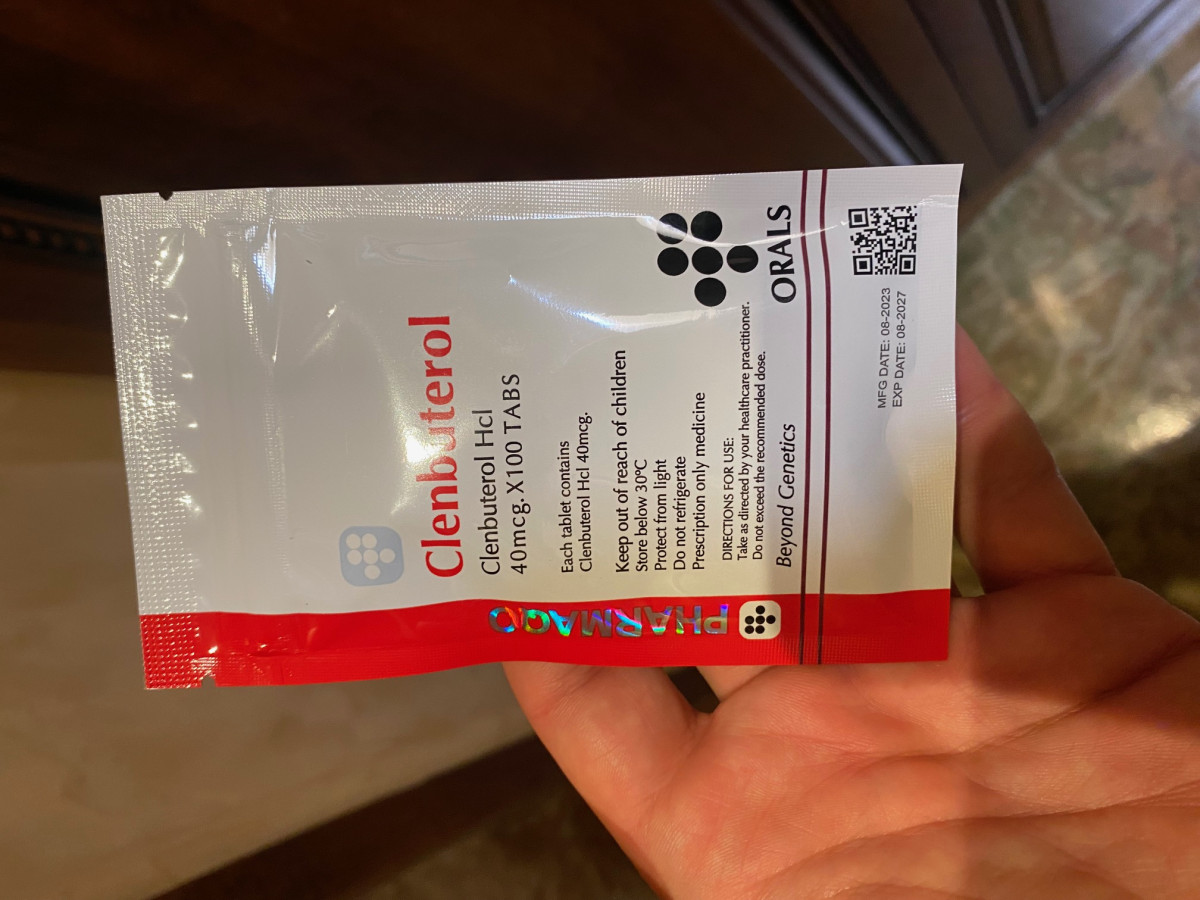 Clenbuterol
Clenbuterol Hcl
40mcg. X100 TABS
Each tablet contains
Clenbuterol Hcl 40mcg.
Keep out of reach of children
Store below 30ºC
Protect from light
Do not refrigerate
Prescription only medicine
DIRECTIONS FOR USE:
Take as directed by your healthcare practitioner.
Do not exceed the recommended dose.
Beyond Genetics
ORALS
MFG DATE: 08-2023
EXP DATE: 08-2027
PHARMAQO